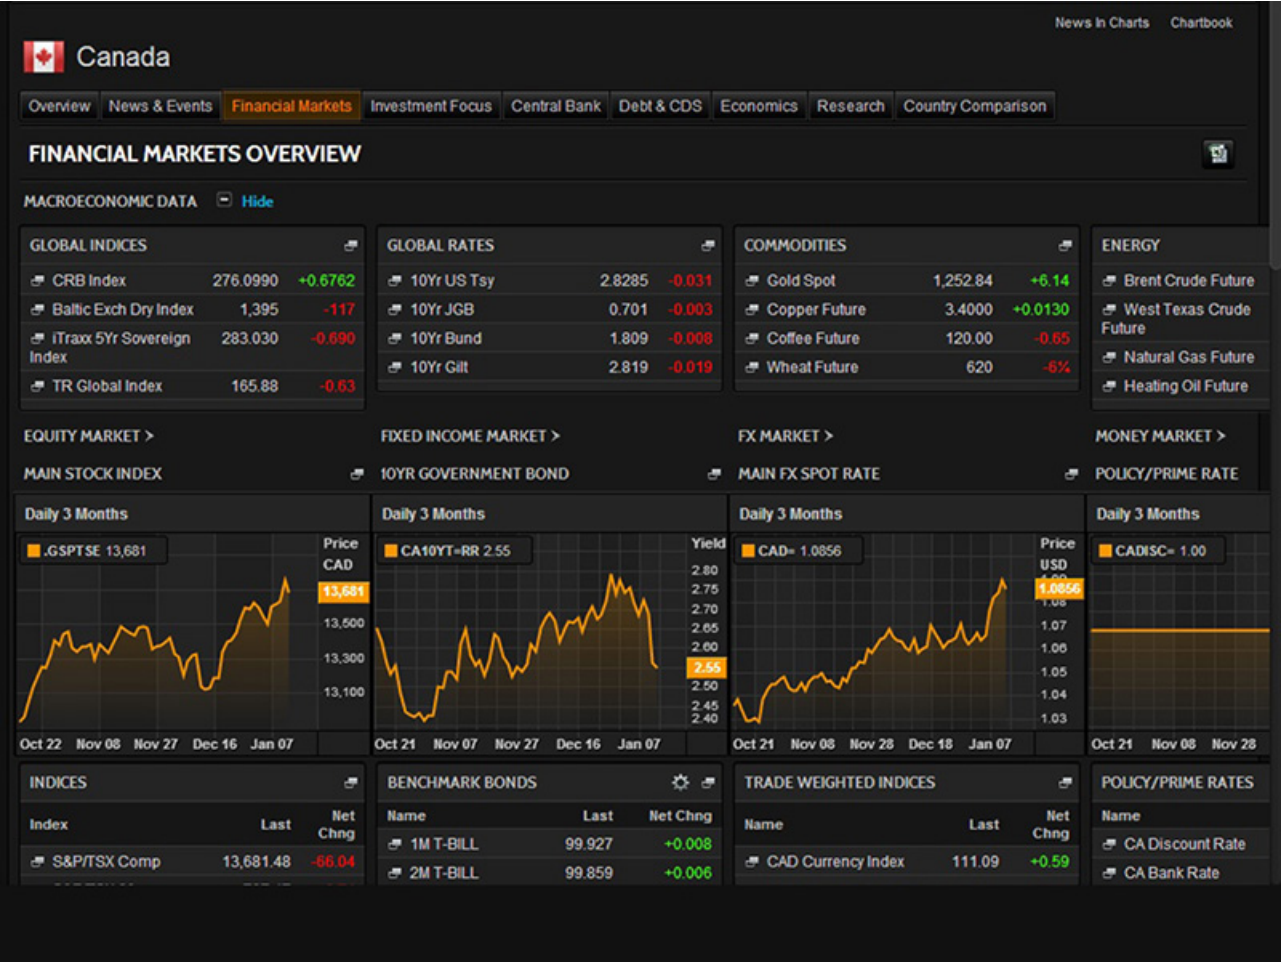 News In Charts Chartbook
Canada
Overview News & Events Financial Markets Investment Focus Central Bank Debt & CDS Economics Research Country Comparison
FINANCIAL MARKETS OVERVIEW
MACROECONOMIC DATA Hide
GLOBAL INDICES
CRB Index 276.0990 +0.6762
Baltic Exch Dry Index 1,395 -117
iTraxx 5Yr Sovereign 283.030 -0.690
Index
TR Global Index 165.88 -0.63
GLOBAL RATES
10Yr US Tsy 2.8285 -0.031
10Yr JGB 0.701 -0.003
10Yr Bund 1.809 -0.008
10Yr Gilt 2.819 -0.019
COMMODITIES
Gold Spot 1,252.84 +6.14
Copper Future 3.4000 +0.0130
Coffee Future 120.00 -0.65
Wheat Future 620 -6%
ENERGY
Brent Crude Future
West Texas Crude
Future
Natural Gas Future
Heating Oil Future
EQUITY MARKET >
MAIN STOCK INDEX
Daily 3 Months
.GSPTSE 13,681
Price
CAD
13,681
13,500
13,300
13,100
Oct 22 Nov 08 Nov 27 Dec 16 Jan 07
FIXED INCOME MARKET >
10YR GOVERNMENT BOND
Daily 3 Months
CA10YT=RR 2.55
Yield
2.80
2.75
2.70
2.65
2.60
2.55
2.50
2.45
2.40
Oct 21 Nov 07 Nov 27 Dec 16 Jan 07
FX MARKET >
MAIN FX SPOT RATE
Daily 3 Months
CAD= 1.0856
Price
USD
1.0856
1.08
1.07
1.06
1.05
1.04
1.03
Oct 21 Nov 08 Nov 28 Dec 18 Jan 07
MONEY MARKET >
POLICY/PRIME RATE
Daily 3 Months
CADISC= 1.00
Oct 21 Nov 08 Nov 28
INDICES
Index Last Net Chng
S&P/TSX Comp 13,681.48 -66.04
BENCHMARK BONDS
Name Last Net Chng
1M T-BILL 99.927 +0.008
2M T-BILL 99.859 +0.006
TRADE WEIGHTED INDICES
Name Last Net Chng
CAD Currency Index 111.09 +0.59
POLICY/PRIME RATES
Name
CA Discount Rate
CA Bank Rate